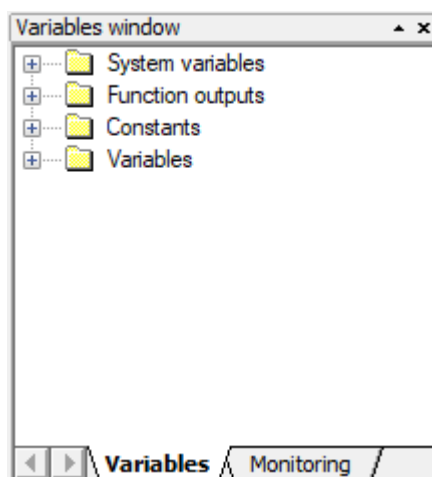 Variables window
System variables
Function outputs
Constants
Variables
Variables Monitoring